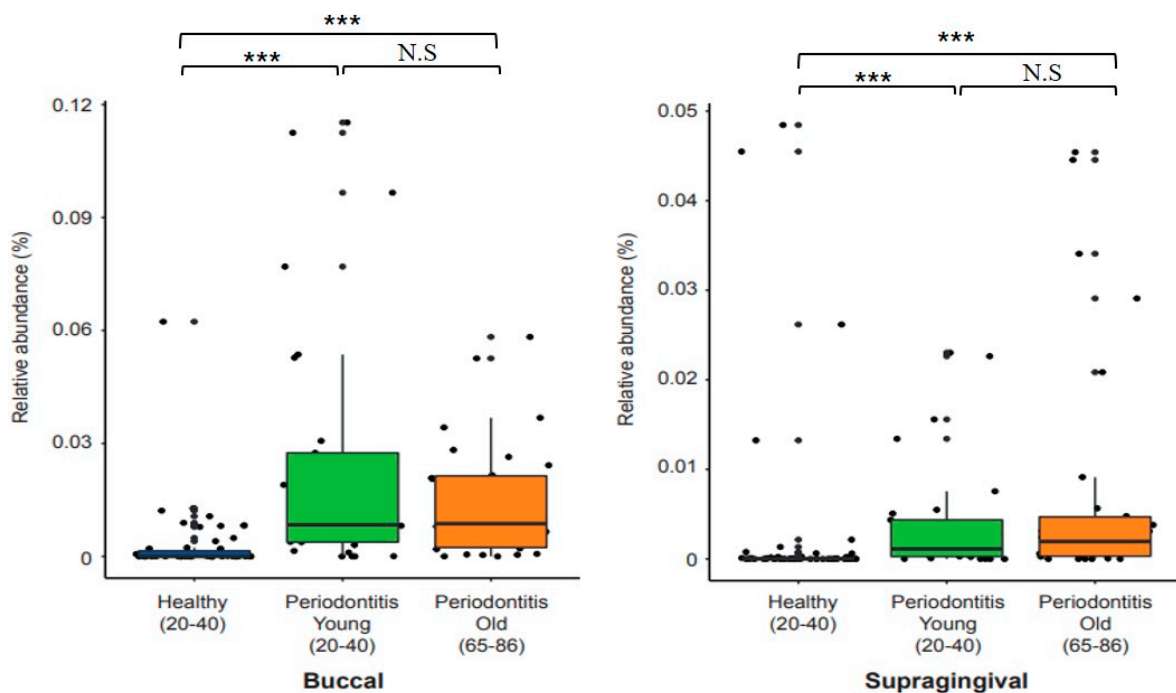 ***
***
N.S
0.12
0.09
0.06
0.03
0
Relative abundance (%)
Healthy
(20-40)
Periodontitis
Young
(20-40)
Periodontitis
Old
(65-86)
Buccal
***
***
N.S
0.05
0.04
0.03
0.02
0.01
0
Relative abundance (%)
Healthy
(20-40)
Periodontitis
Young
(20-40)
Periodontitis
Old
(65-86)
Supragingival